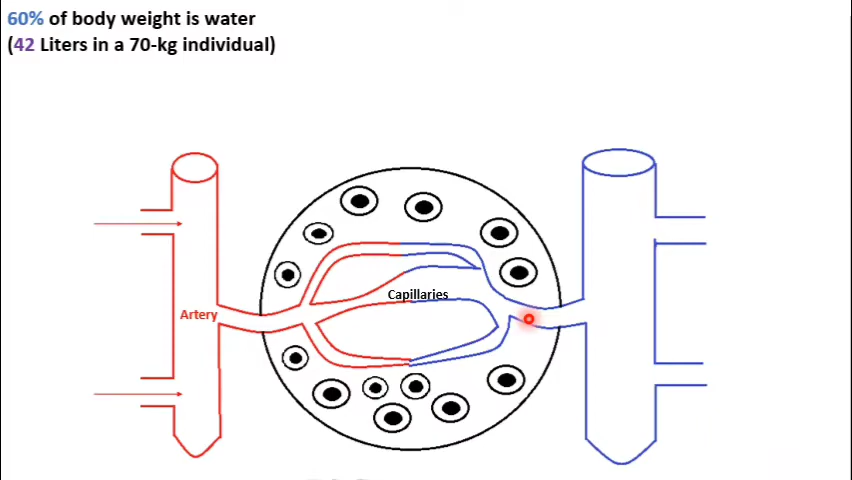 60% of body weight is water
(42 Liters in a 70-kg individual)
Capillaries
Artery